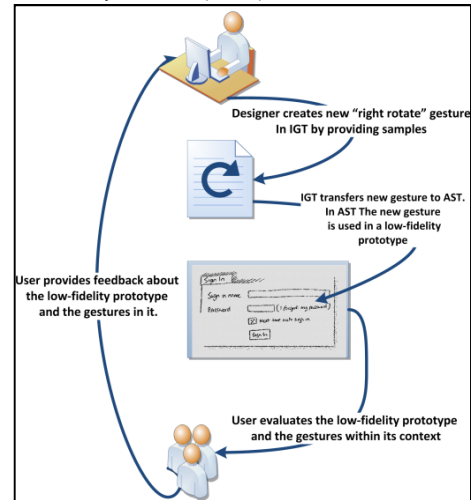 Designer creates new “right rotate” gesture
In IGT by providing samples
IGT transfers new gesture to AST.
In AST The new gesture
is used in a low-fidelity
prototype
User provides feedback about
the low-fidelity prototype
and the gestures in it.
Sign In
Sign in name
Password
(I forgot my password)
Sign In
User evaluates the low-fidelity prototype
and the gestures within its context